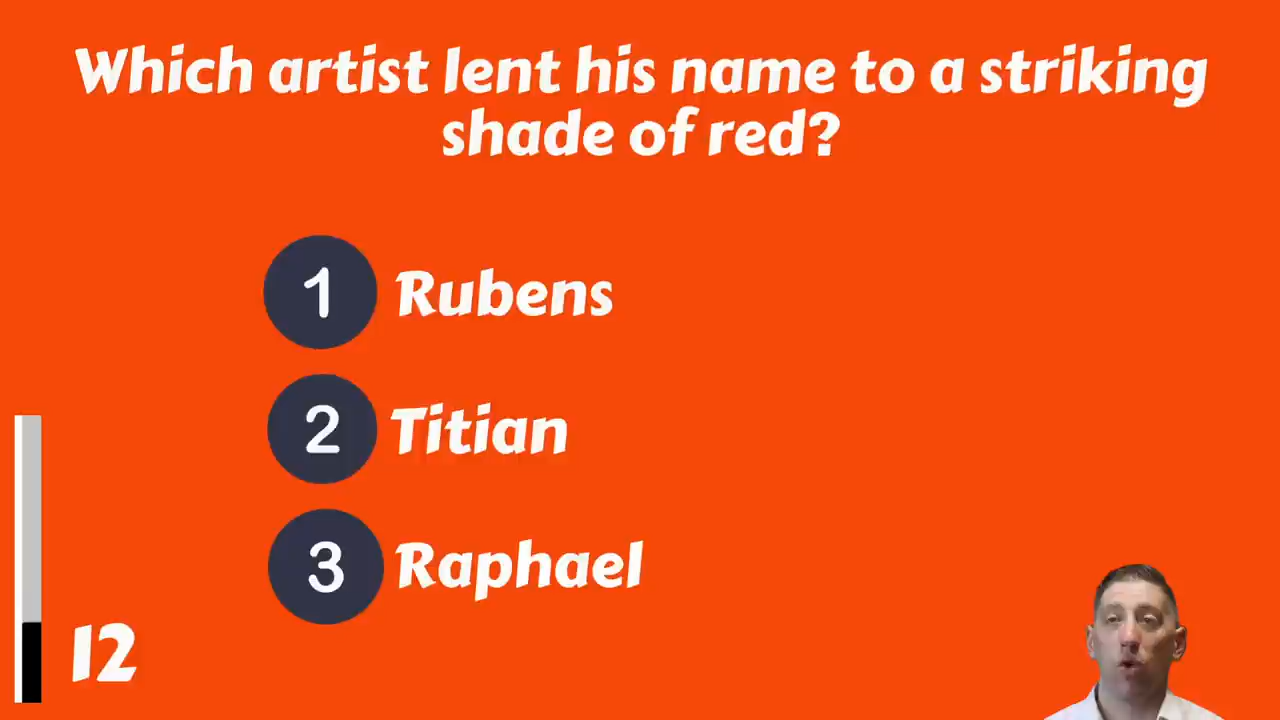 Which artist lent his name to a striking
shade of red?
1 Rubens
2 Titian
3 Raphael
12